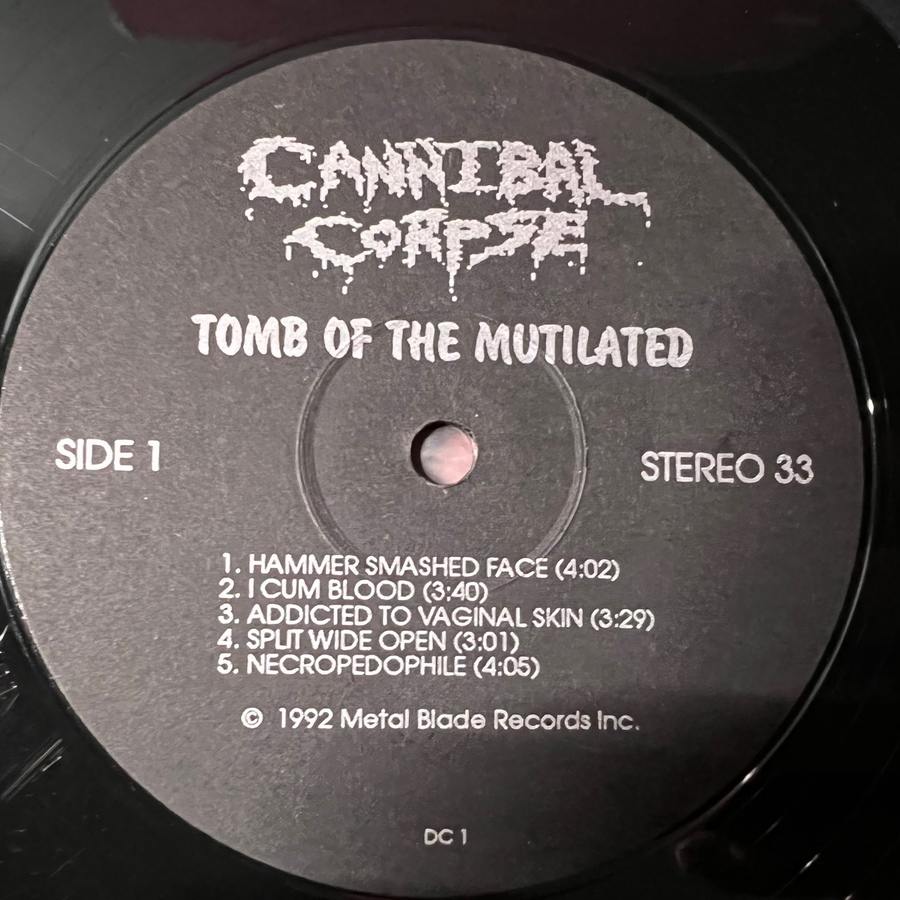 CANNIBAL
CORPSE
TOMB OF THE MUTILATED
SIDE 1
STEREO 33
1. HAMMER SMASHED FACE (4:02)
2. I CUM BLOOD (3:40)
3. ADDICTED TO VAGINAL SKIN (3:29)
4. SPLIT WIDE OPEN (3:01)
5. NECROPEDOPHILE (4:05)
© 1992 Metal Blade Records Inc.
DC 1